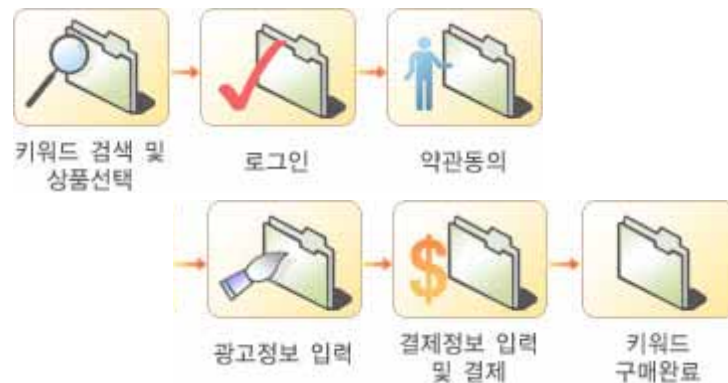 키워드 검색 및
상품선택
로그인
약관동의
광고정보 입력
결제정보 입력
및 결제
키워드
구매완료